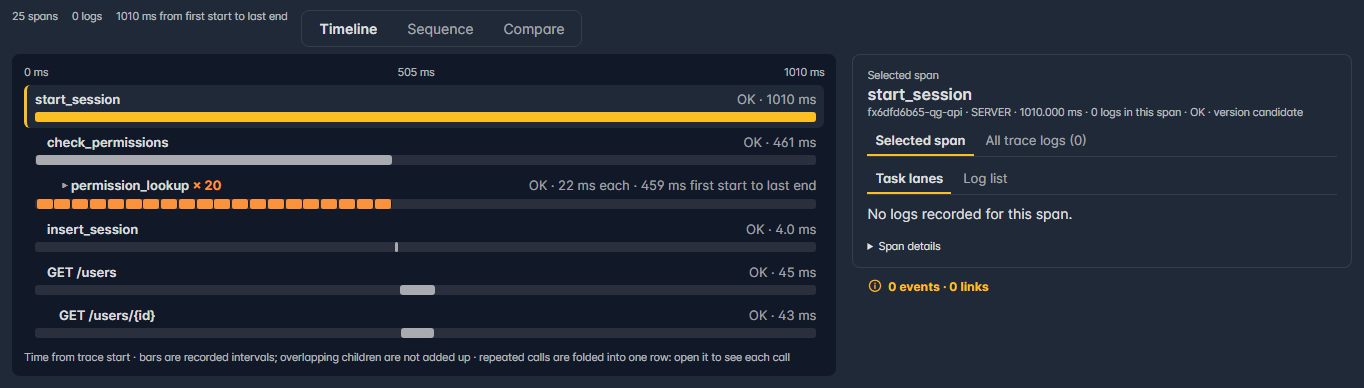 25 spans 0 logs 1010 ms from first start to last end
Timeline Sequence Compare
0 ms 505 ms 1010 ms
start_session OK · 1010 ms
check_permissions OK · 461 ms
▸ permission_lookup × 20 OK · 22 ms each · 459 ms first start to last end
insert_session OK · 4.0 ms
GET /users OK · 45 ms
GET /users/{id} OK · 43 ms
Time from trace start · bars are recorded intervals; overlapping children are not added up · repeated calls are folded into one row: open it to see each call
Selected span
start_session
fx6dfd6b65-qg-api · SERVER · 1010.000 ms · 0 logs in this span · OK · version candidate
Selected span All trace logs (0)
Task lanes Log list
No logs recorded for this span.
▸ Span details
0 events · 0 links